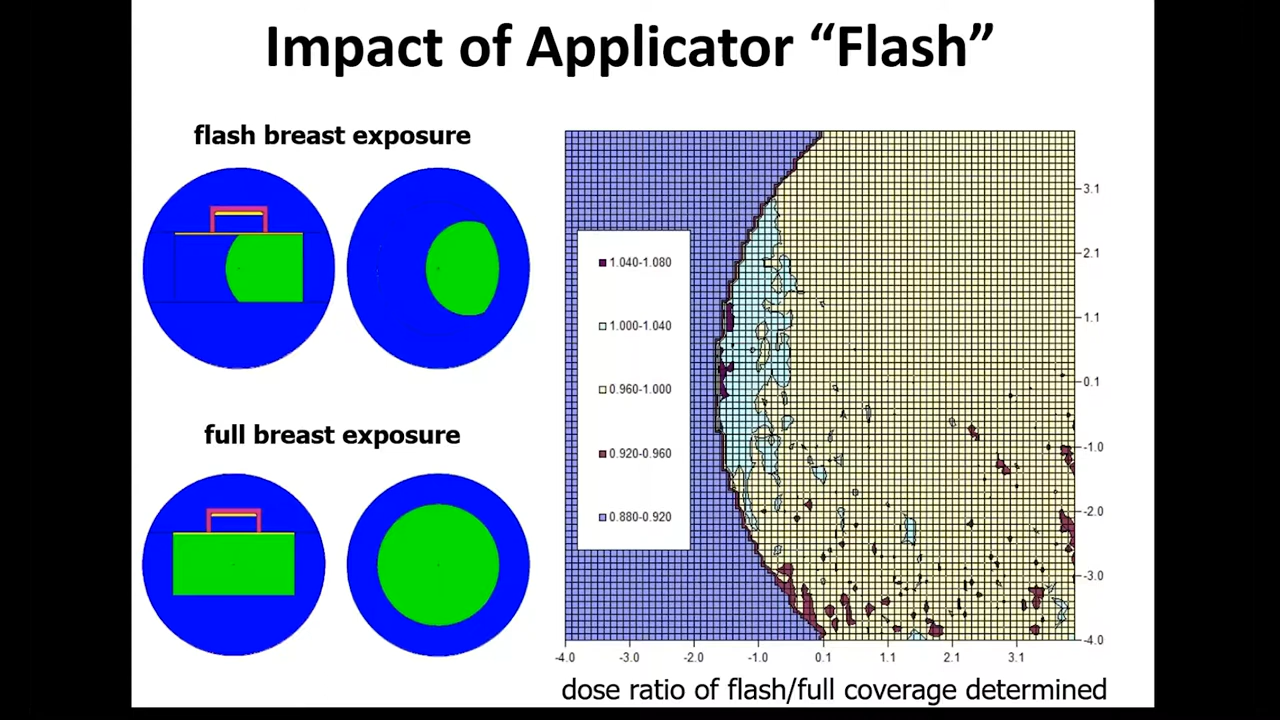 Impact of Applicator “Flash”
flash breast exposure
full breast exposure
1.040-1.080
1.000-1.040
0.960-1.000
0.920-0.960
0.880-0.920
3.1
2.1
1.1
0.1
-1.0
-2.0
-3.0
-4.0
-4.0 -3.0 -2.0 -1.0 0.1 1.1 2.1 3.1
dose ratio of flash/full coverage determined